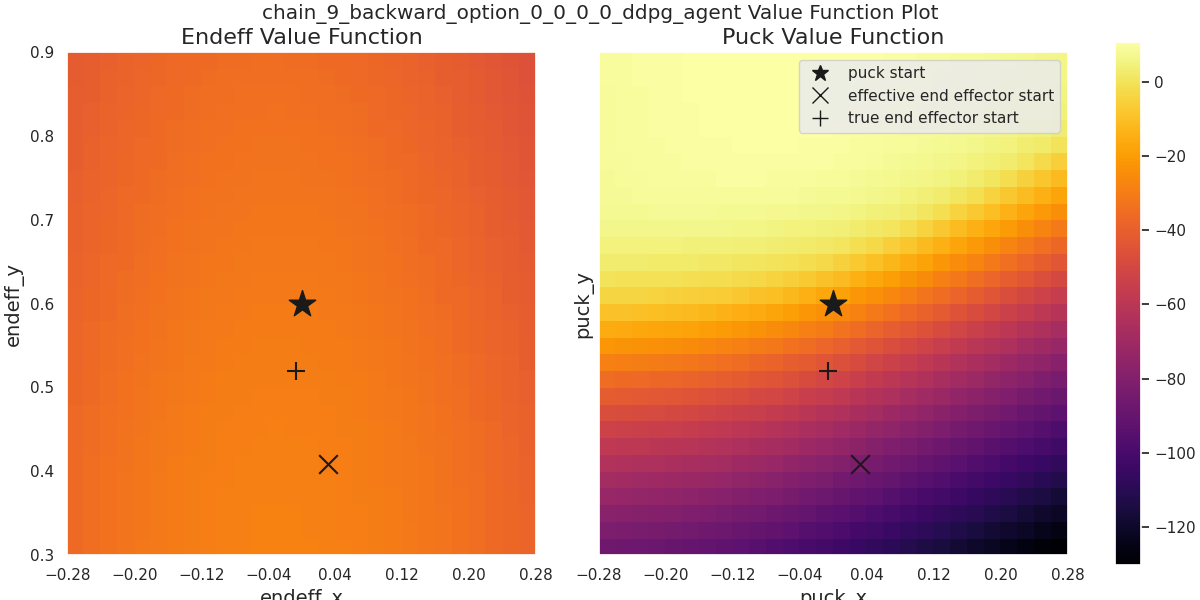 chain_9_backward_option_0_0_0_0_ddpg_agent Value Function Plot
Endeff Value Function
Puck Value Function
0.9
0.8
0.7
0.6
0.5
0.4
0.3
endeff_y
−0.28 −0.20 −0.12 −0.04 0.04 0.12 0.20 0.28
endeff_x
puck_y
puck start
effective end effector start
true end effector start
−0.28 −0.20 −0.12 −0.04 0.04 0.12 0.20 0.28
puck_x
0
−20
−40
−60
−80
−100
−120